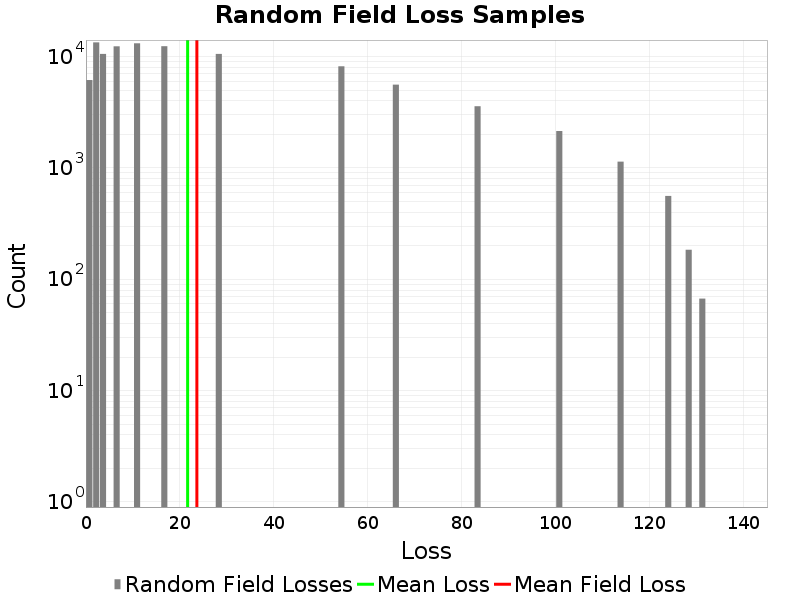 Random Field Loss Samples
10^4
10^3
10^2
10^1
10^0
Count
0 20 40 60 80 100 120 140
Loss
Random Field Losses Mean Loss Mean Field Loss